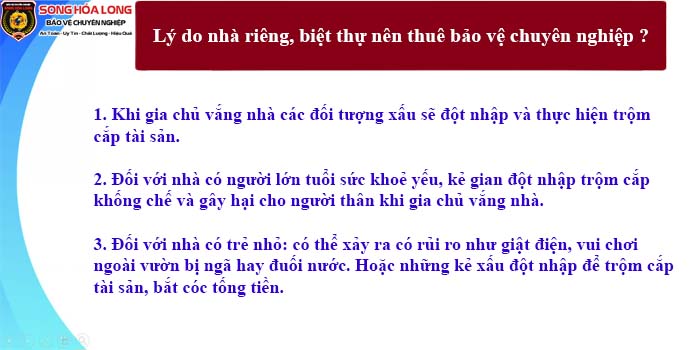 SONG HÒA LONG
BẢO VỆ CHUYÊN NGHIỆP
An Toàn - Uy Tín - Chất Lượng - Hiệu Quả
Lý do nhà riêng, biệt thự nên thuê bảo vệ chuyên nghiệp ?
1. Khi gia chủ vắng nhà các đối tượng xấu sẽ đột nhập và thực hiện trộm
cắp tài sản.
2. Đối với nhà có người lớn tuổi sức khoẻ yếu, kẻ gian đột nhập trộm cắp
khống chế và gây hại cho người thân khi gia chủ vắng nhà.
3. Đối với nhà có trẻ nhỏ: có thể xảy ra có rủi ro như giật điện, vui chơi
ngoài vườn bị ngã hay đuối nước. Hoặc những kẻ xấu đột nhập để trộm cắp
tài sản, bắt cóc tống tiền.